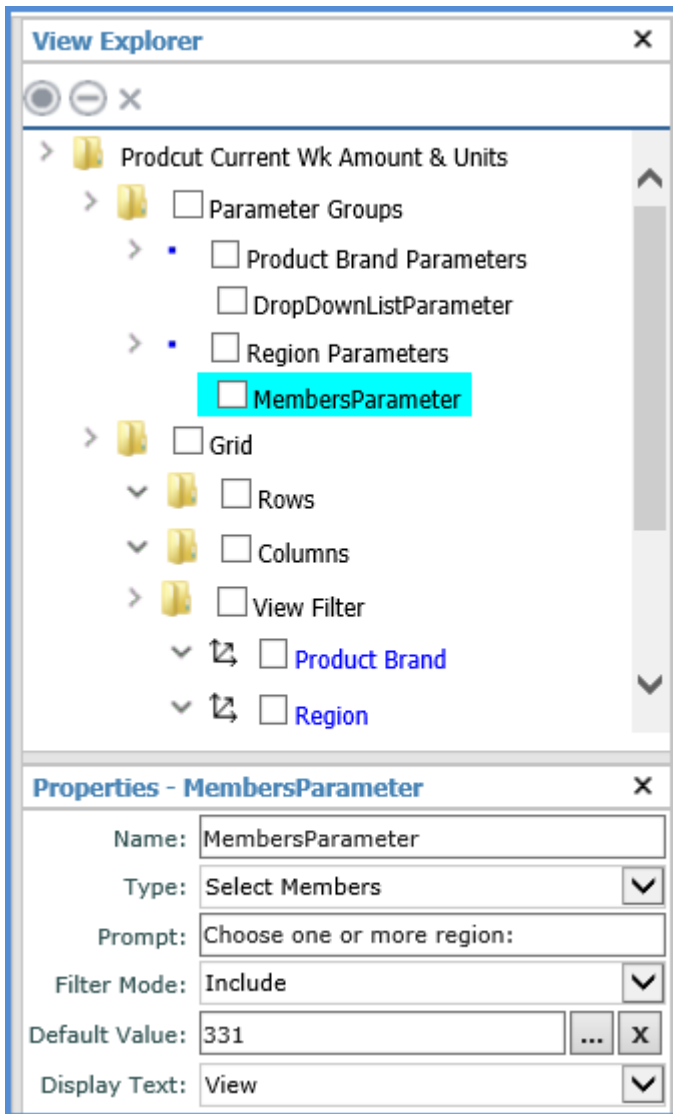 View Explorer
Prodcut Current Wk Amount & Units
Parameter Groups
Product Brand Parameters
DropDownListParameter
Region Parameters
MembersParameter
Grid
Rows
Columns
View Filter
Product Brand
Region
Properties - MembersParameter
Name: MembersParameter
Type: Select Members
Prompt: Choose one or more region:
Filter Mode: Include
Default Value: 331 ... x
Display Text: View